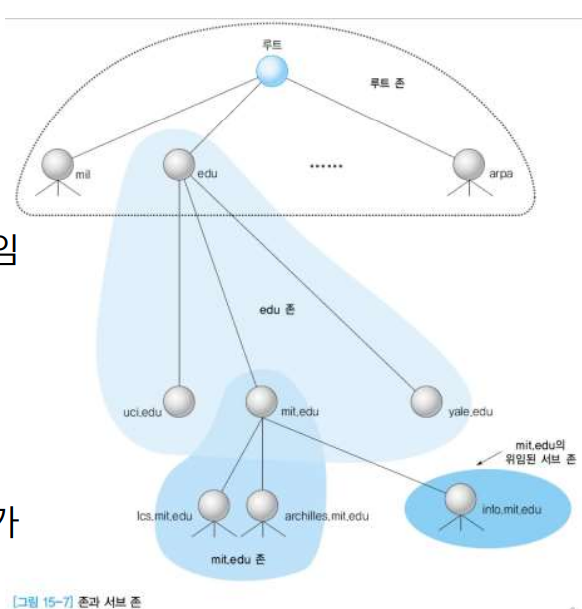 루트
루트 존
mil
edu
......
arpa
임
edu 존
uci.edu
mit.edu
yale.edu
mit.edu의
위임된 서브 존
가
lcs.mit.edu
archilles.mit.edu
info.mit.edu
mit.edu 존
[그림 15-7] 존과 서브 존